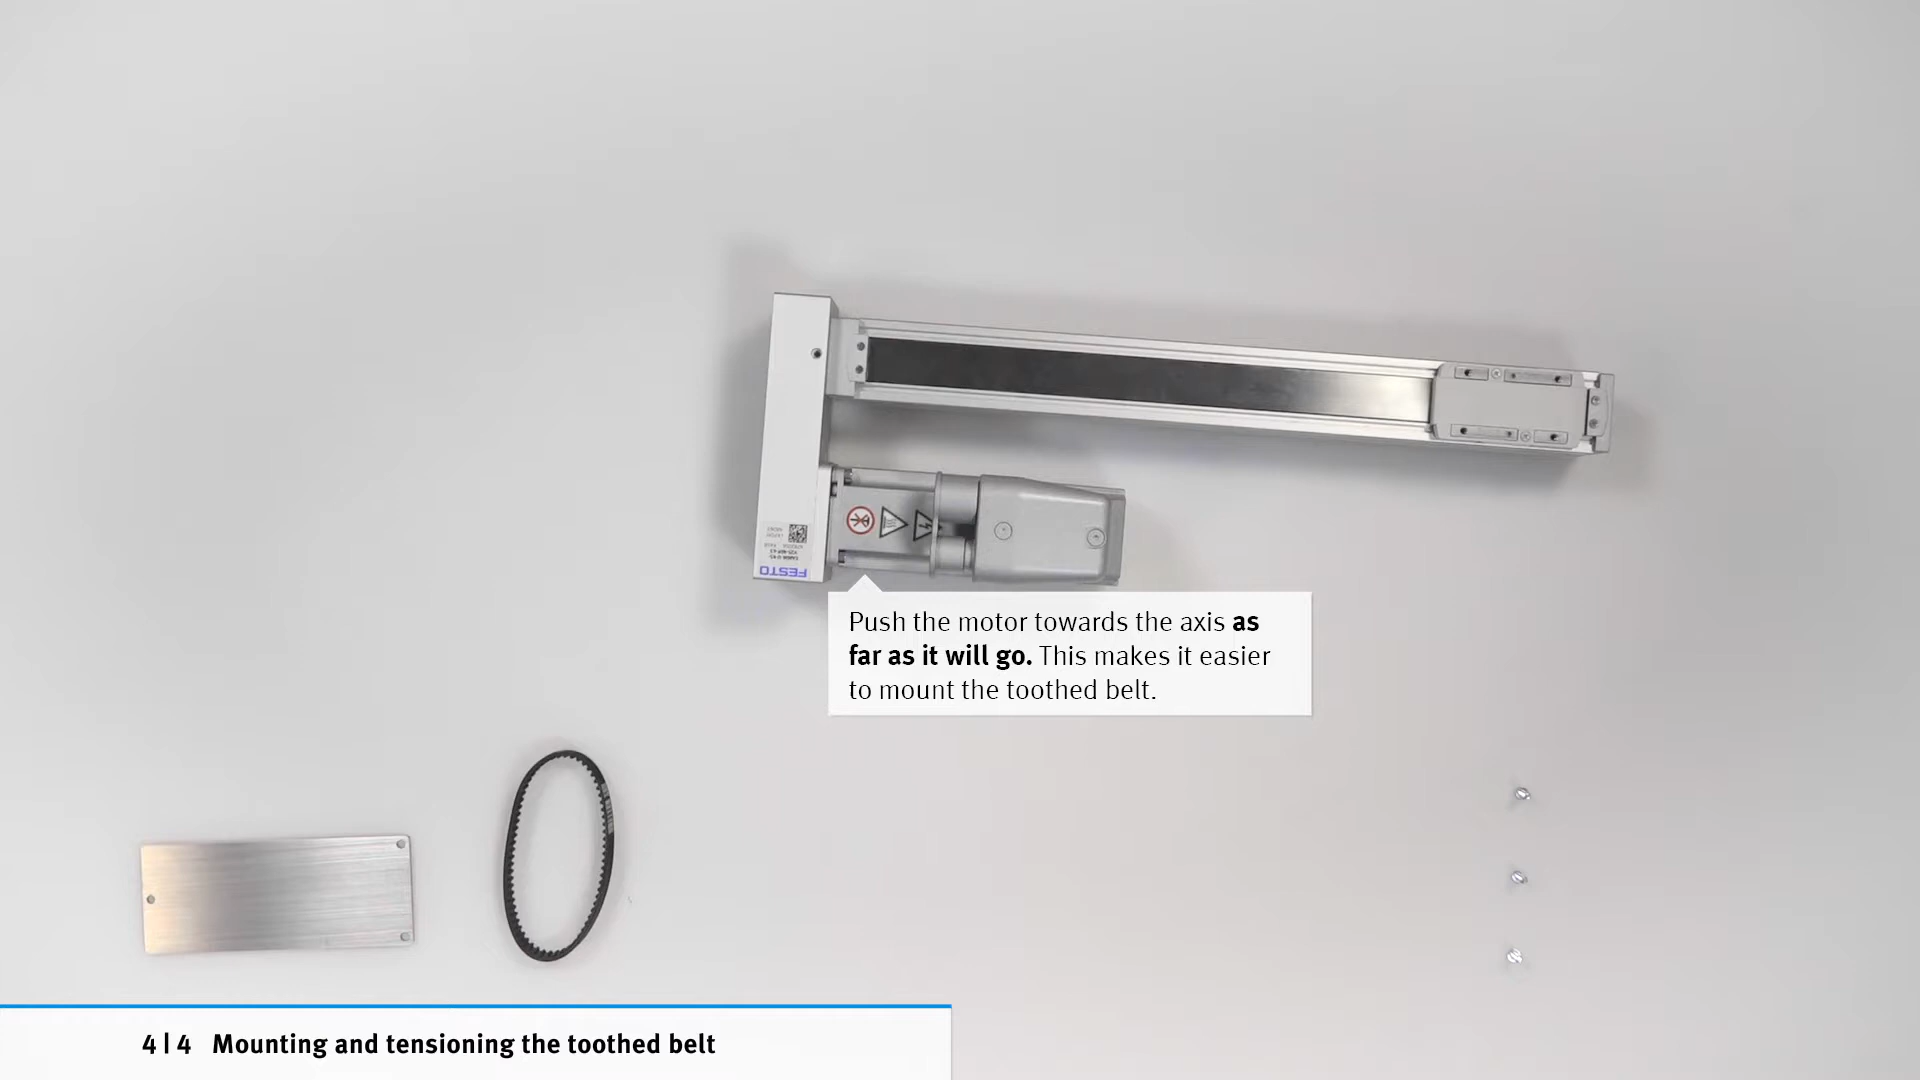 FESTO
Push the motor towards the axis as
far as it will go. This makes it easier
to mount the toothed belt.
4|4 Mounting and tensioning the toothed belt